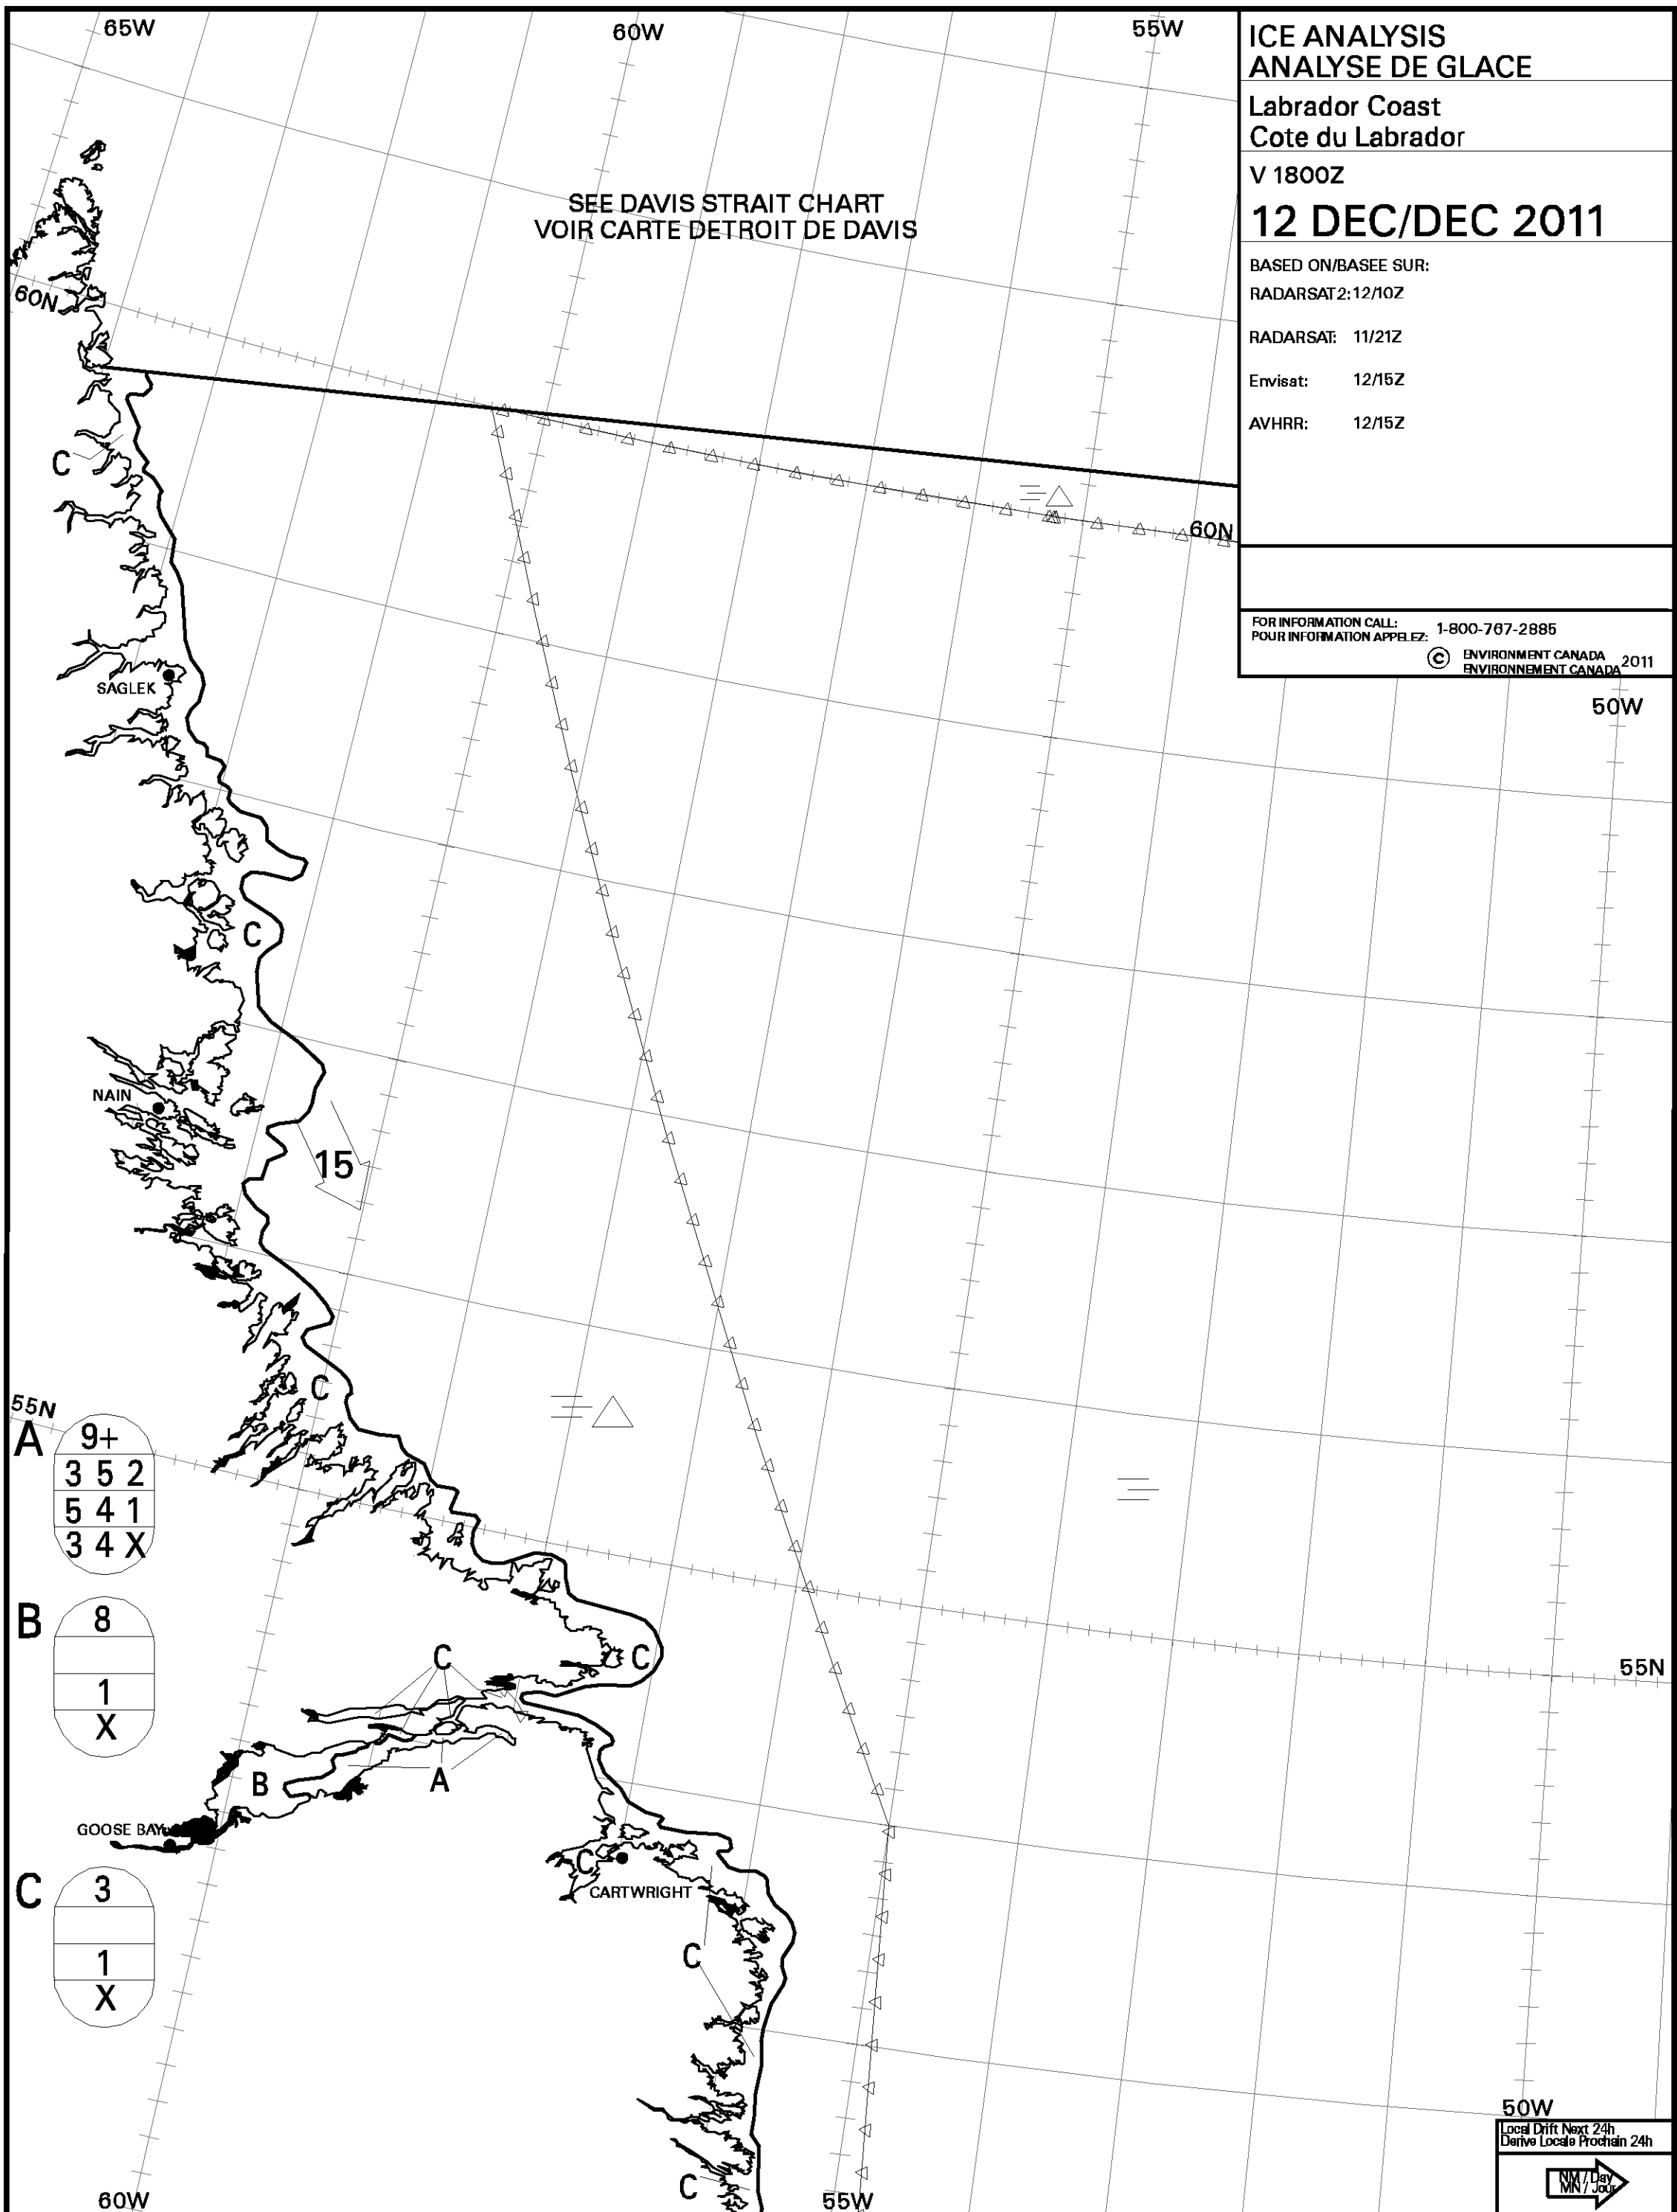 65W
60W
55W
ICE ANALYSIS
ANALYSE DE GLACE
Labrador Coast
Cote du Labrador
V 1800Z
12 DEC/DEC 2011
BASED ON/BASEE SUR:
RADARSAT2: 12/10Z
RADARSAT: 11/21Z
Envisat: 12/15Z
AVHRR: 12/15Z
FOR INFORMATION CALL:
POUR INFORMATION APPELEZ: 1-800-767-2885
© ENVIRONMENT CANADA
ENVIRONNEMENT CANADA 2011
SEE DAVIS STRAIT CHART
VOIR CARTE DETROIT DE DAVIS
60N
C
60N
SAGLEK
50W
C
NAIN
15
C
55N
A
9+
3 5 2
5 4 1
3 4 X
B
8
1
X
C
C
55N
A
B
GOOSE BAY
C
CARTWRIGHT
C
3
1
X
C
C
50W
Local Drift Next 24h
Derive Locale Prochain 24h
NM / Day
MN / Jour
60W
55W